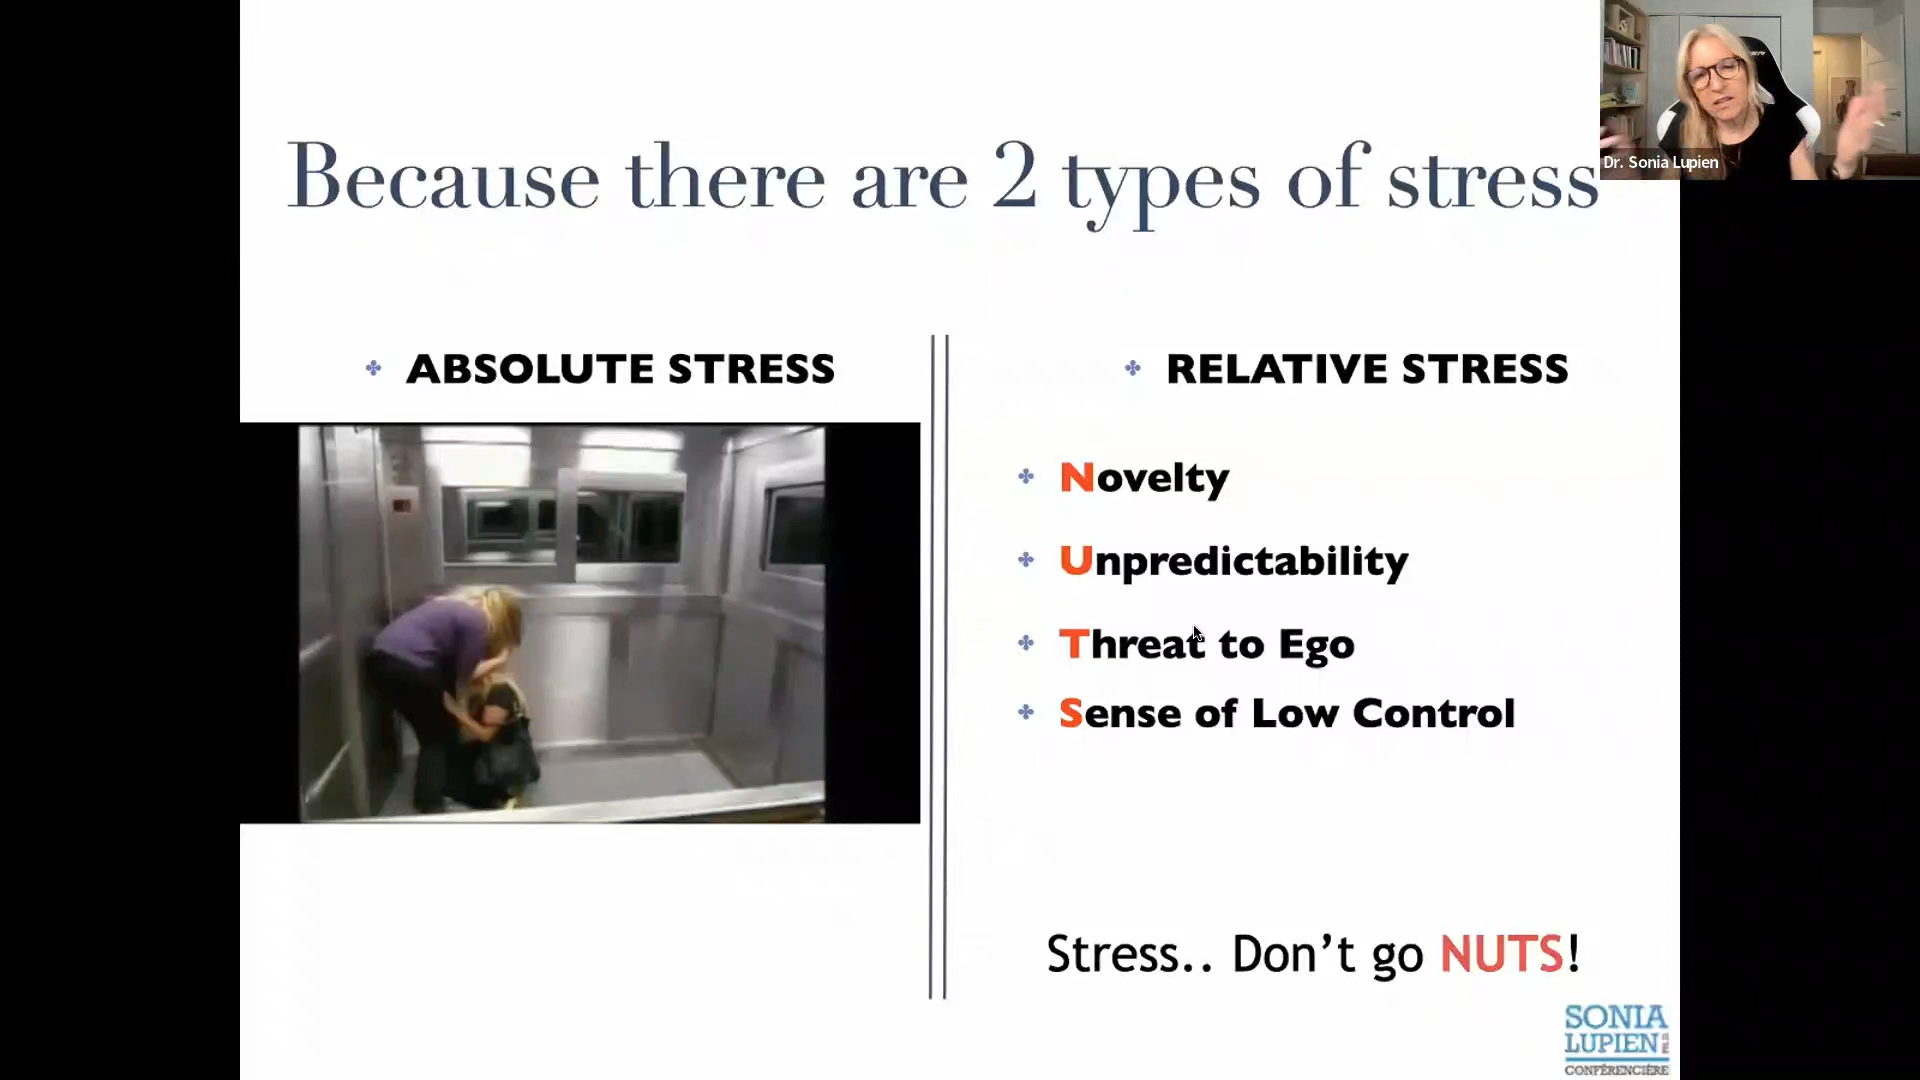 Because there are 2 types of stress
Dr. Sonia Lupien
ABSOLUTE STRESS
RELATIVE STRESS
Novelty
Unpredictability
Threat to Ego
Sense of Low Control
Stress.. Don't go NUTS!
SONIA
LUPIEN
CONFÉRENCIÈRE